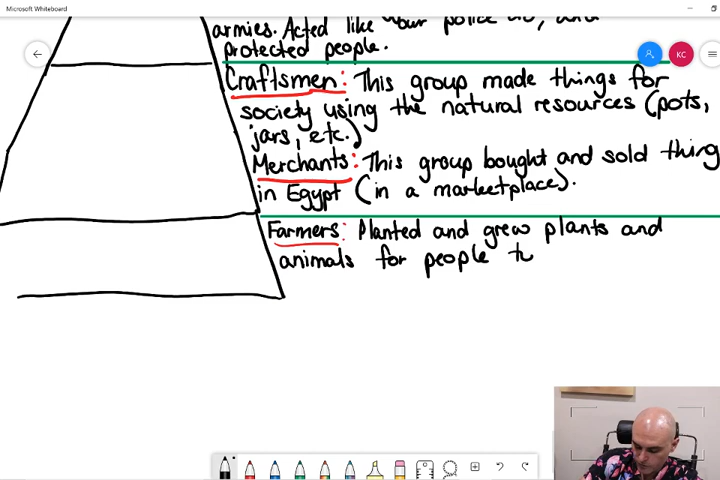 Microsoft Whiteboard
armies. Acted like our police do, and
protected people.
KC
Craftsmen: This group made things for
society using the natural resources (pots,
jars, etc.)
Merchants: This group bought and sold thing
in Egypt (in a marketplace).
Farmers: Planted and grew plants and
animals for people t